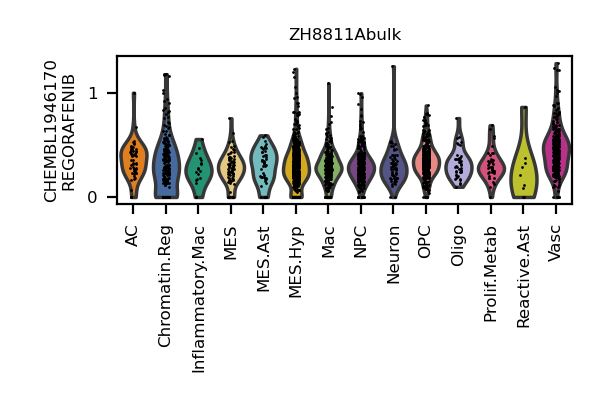 ZH8811Abulk
CHEMBL1946170
REGORAFENIB
1
0
AC
Chromatin.Reg
Inflammatory.Mac
MES
MES.Ast
MES.Hyp
Mac
NPC
Neuron
OPC
Oligo
Prolif.Metab
Reactive.Ast
Vasc